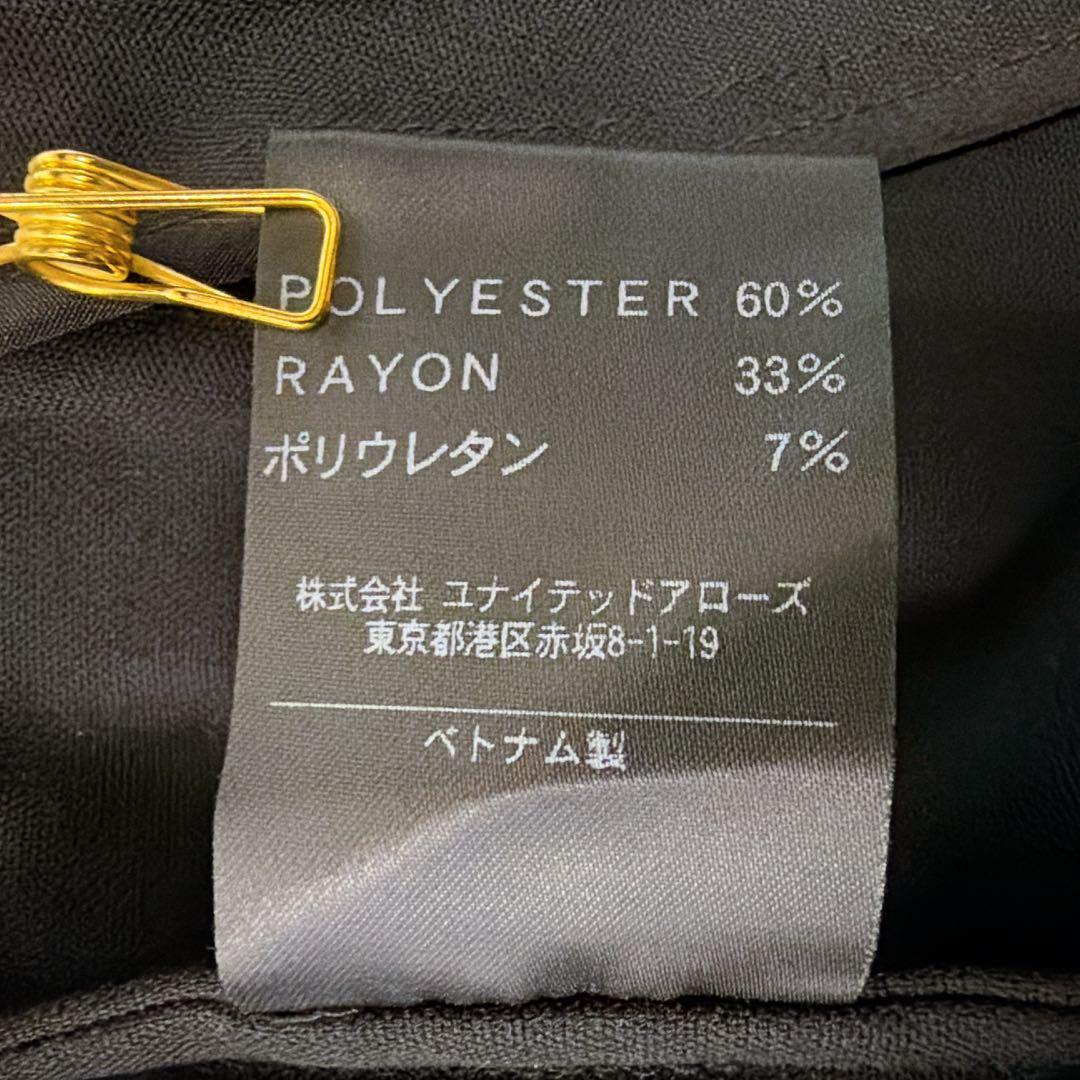 POLYESTER 60%
RAYON 33%
ポリウレタン 7%
株式会社 ユナイテッドアローズ
東京都港区赤坂8-1-19
ベトナム製